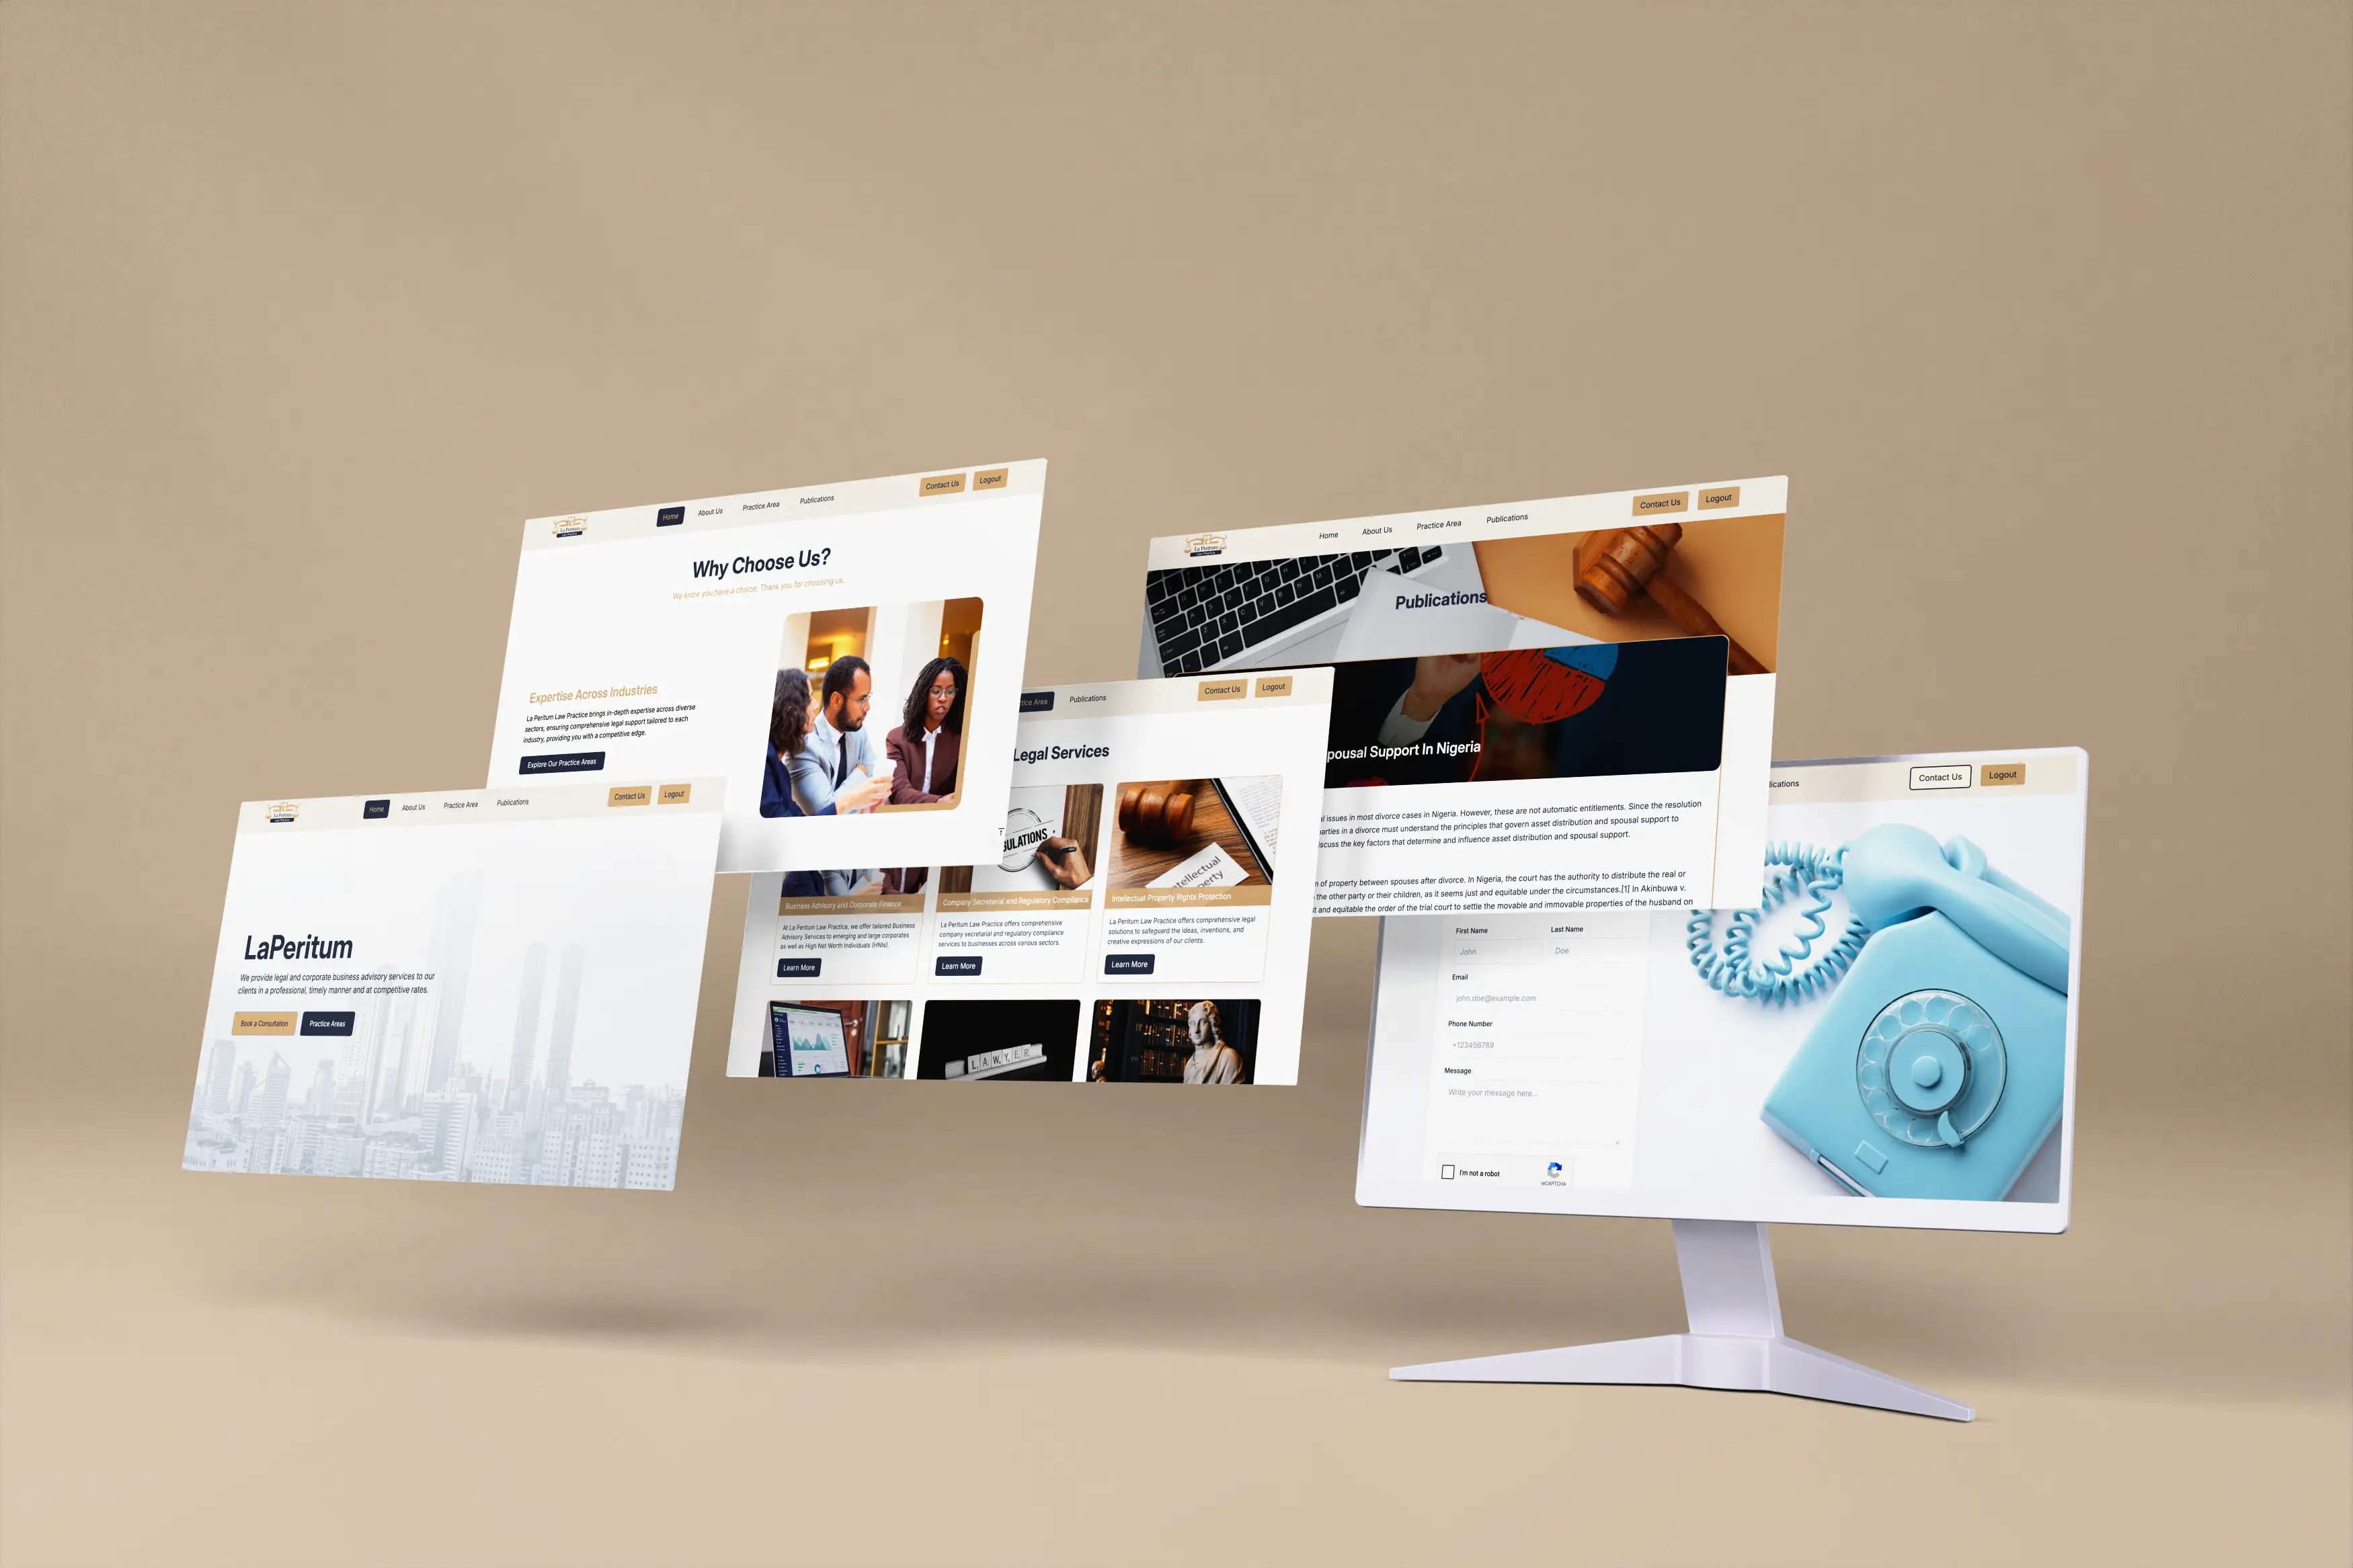 La Peritum
Home
About Us
Practice Area
Publications
Contact Us
Logout
Why Choose Us?
We know you have a choice. Thank you for choosing us.
Expertise Across Industries
La Peritum Law Practice brings in-depth expertise across diverse
sectors, ensuring comprehensive legal support tailored to each
industry, providing you with a competitive edge.
Explore Our Practice Areas
La Peritum
Home
About Us
Practice Area
Publications
Contact Us
Logout
LaPeritum
We provide legal and corporate business advisory services to our
clients in a professional, timely manner and at competitive rates.
Book a Consultation
Practice Areas
tice Area
Publications
Contact Us
Logout
Legal Services
ULATIONS
ntellectual
perty
Business Advisory and Corporate Finance
At La Peritum Law Practice, we offer tailored Business
Advisory Services to emerging and large corporates
as well as High Net Worth Individuals (HNIs).
Learn More
Company Secretarial and Regulatory Compliance
La Peritum Law Practice offers comprehensive
company secretarial and regulatory compliance
services to businesses across various sectors.
Learn More
Intellectual Property Rights Protection
La Peritum Law Practice offers comprehensive legal
solutions to safeguard the ideas, inventions, and
creative expressions of our clients.
Learn More
LAWYER
La Peritum
Home
About Us
Practice Area
Publications
Contact Us
Logout
Publications
pousal Support In Nigeria
l issues in most divorce cases in Nigeria. However, these are not automatic entitlements. Since the resolution
arties in a divorce must understand the principles that govern asset distribution and spousal support to
iscuss the key factors that determine and influence asset distribution and spousal support.
n of property between spouses after divorce. In Nigeria, the court has the authority to distribute the real or
the other party or their children, as it seems just and equitable under the circumstances.[1] In Akinbuwa v.
t and equitable the order of the trial court to settle the movable and immovable properties of the husband on
lications
Contact Us
Logout
First Name
Last Name
John
Doe
Email
john.doe@example.com
Phone Number
+123456789
Message
Write your message here...
I'm not a robot
reCAPTCHA